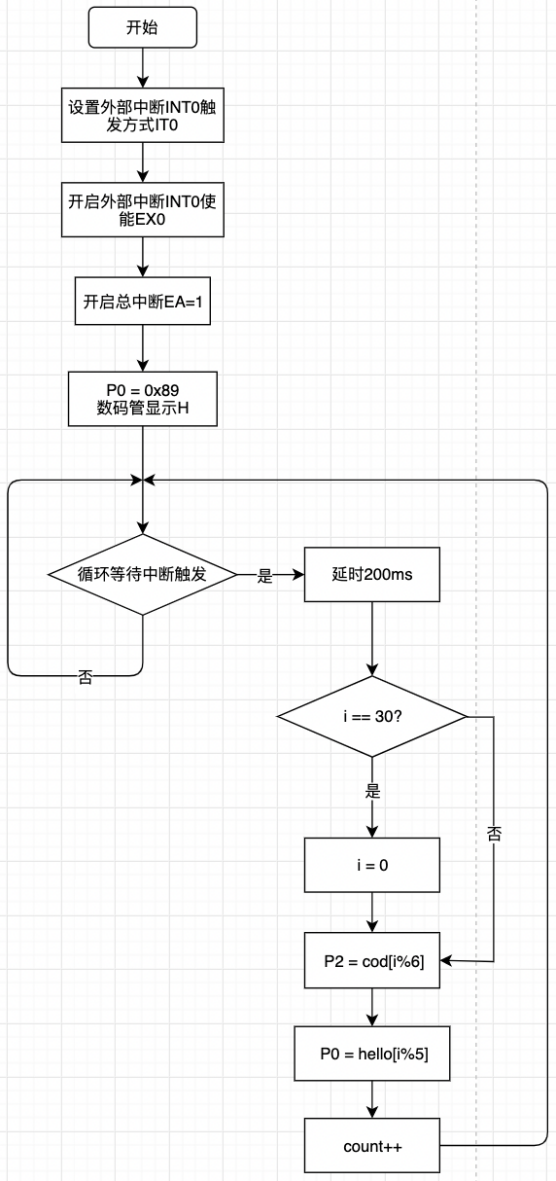 开始
设置外部中断INT0触
发方式IT0
开启外部中断INT0使
能EX0
开启总中断EA=1
P0 = 0x89
数码管显示H
循环等待中断触发
是
延时200ms
否
i == 30?
是
否
i = 0
P2 = cod[i%6]
P0 = hello[i%5]
count++